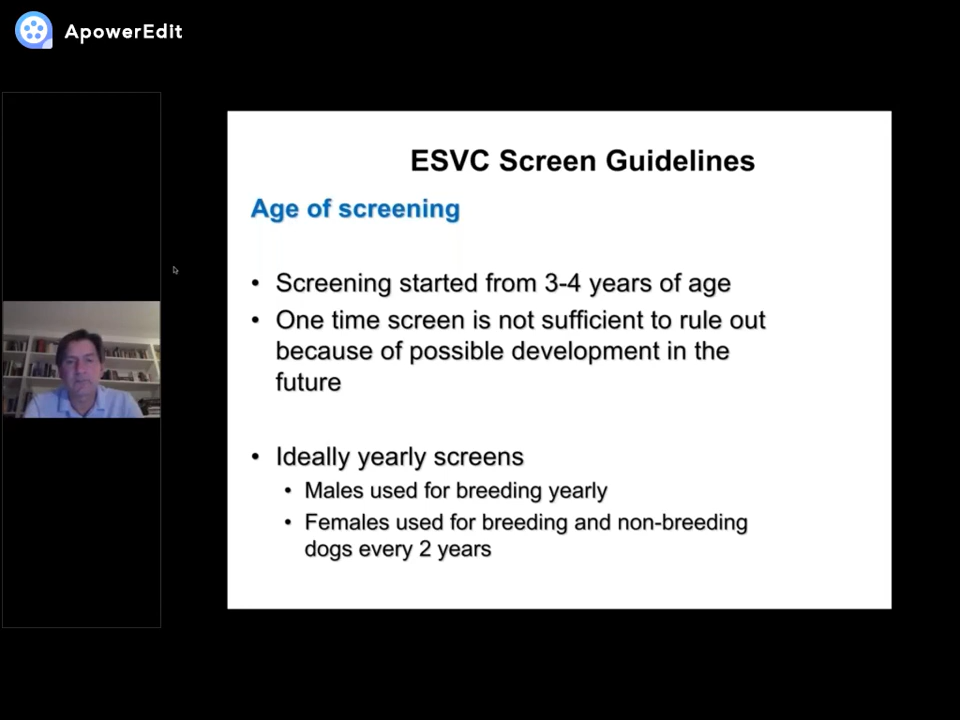 ApowerEdit
ESVC Screen Guidelines
Age of screening
• Screening started from 3-4 years of age
• One time screen is not sufficient to rule out
because of possible development in the
future
• Ideally yearly screens
• Males used for breeding yearly
• Females used for breeding and non-breeding
dogs every 2 years